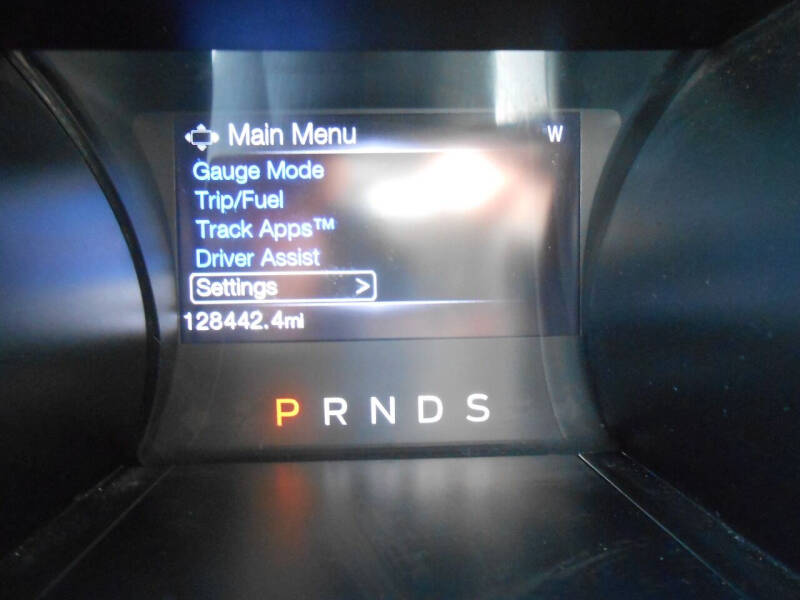 Main Menu W
Gauge Mode
Trip/Fuel
Track Apps™
Driver Assist
Settings >
128442.4mi
P R N D S